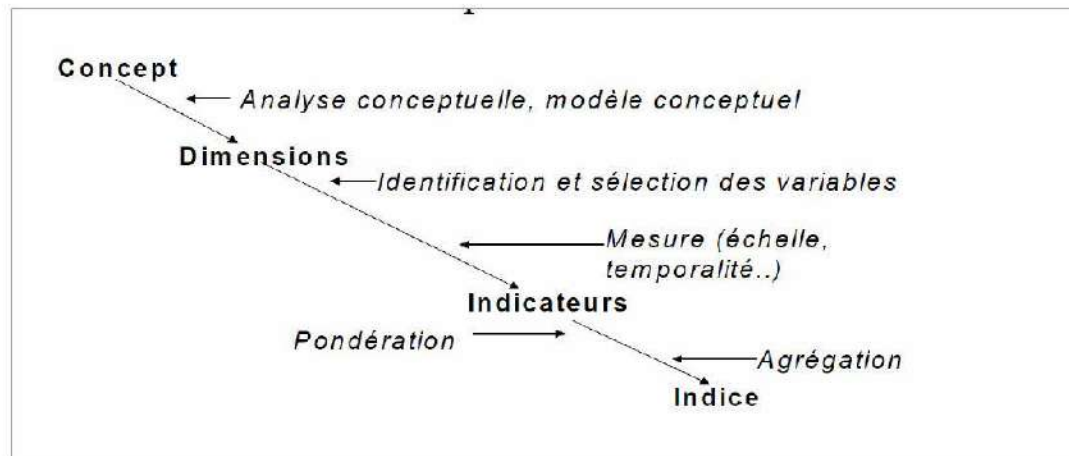 Concept
Analyse conceptuelle, modèle conceptuel
Dimensions
Identification et sélection des variables
Mesure (échelle,
temporalité..)
Indicateurs
Pondération
Agrégation
Indice